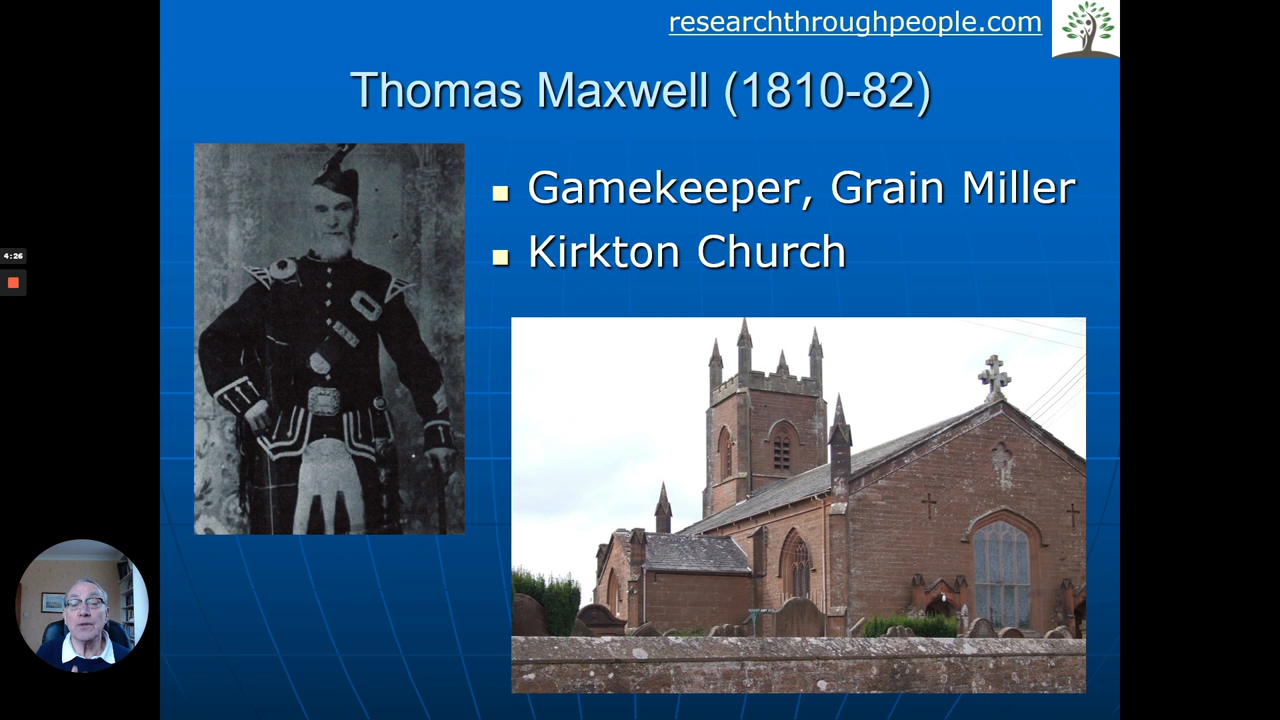 researchthroughpeople.com
Thomas Maxwell (1810-82)
Gamekeeper, Grain Miller
Kirkton Church
4:26